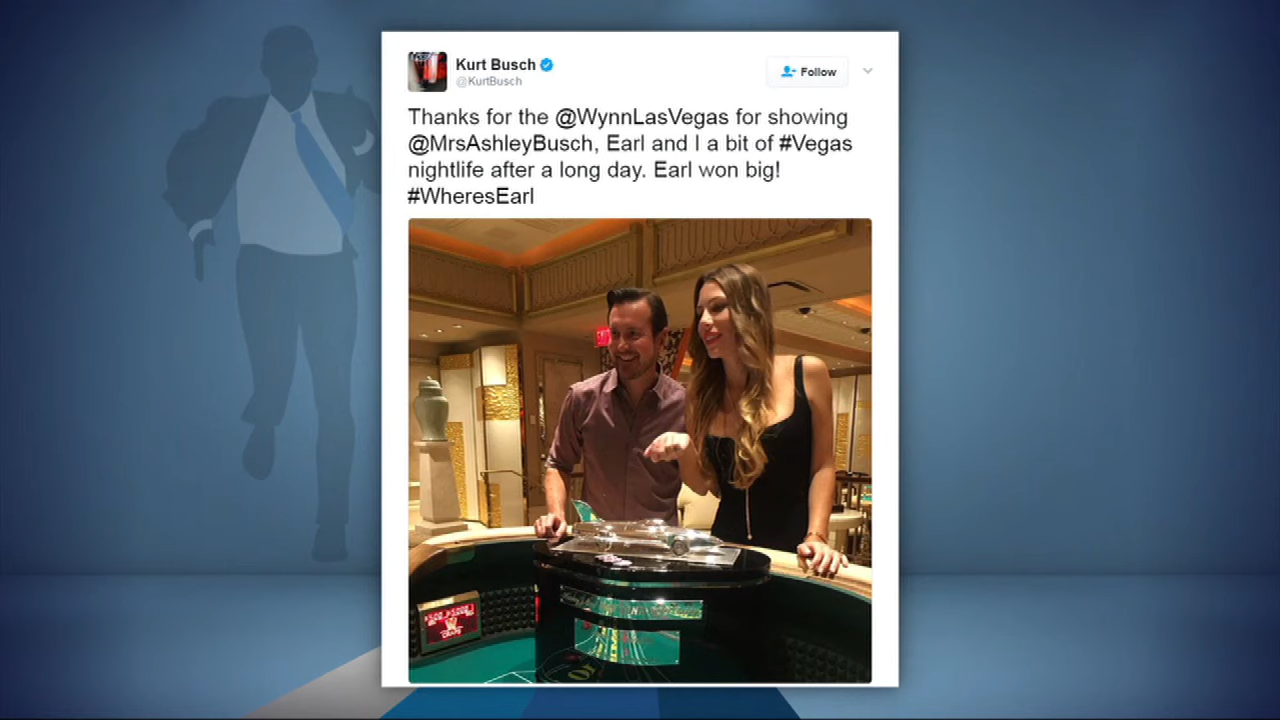 Kurt Busch
@KurtBusch
Follow
Thanks for the @WynnLasVegas for showing
@MrsAshleyBusch, Earl and I a bit of #Vegas
nightlife after a long day. Earl won big!
#WheresEarl